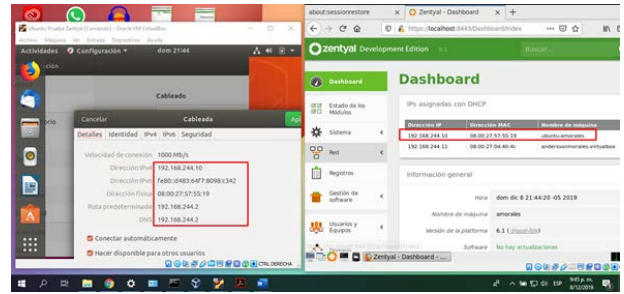 Ubuntu Prueba Zentyal [Corriendo] - Oracle VM VirtualBox
Archivo Máquina Ver Entrada Dispositivos Ayuda
Actividades Configuración dom 21:44
Cableado
Cancelar Cableada Apl
Detalles Identidad IPv4 IPv6 Seguridad
Velocidad de conexión 1000 Mb/s
Dirección IPv4 192.168.244.10
Dirección IPv6 fe80::d483:64f7:8098:c342
Dirección física 08:00:27:57:55:19
Ruta predeterminada 192.168.244.2
DNS 192.168.244.2
Conectar automáticamente
Hacer disponible para otros usuarios
CTRL DERECHA
about:sessionrestore
Zentyal - Dashboard
https://localhost:8443/Dashboard/Index
zentyal Development Edition 6.1
Buscar...
Dashboard
Estado de los Módulos
Sistema
Red
Registros
Gestión de software
Usuarios y Equipos
Dashboard
IPs asignadas con DHCP
Dirección IP Dirección MAC Nombre de máquina
192.168.244.10 08:00:27:57:55:19 ubuntu-amorales
192.168.244.11 08:00:27:0d:40:4c anderssonmorales.virtualbox
Información general
Hora dom dic 8 21:44:20 -05 2019
Nombre de máquina amorales
Versión de la plataforma 6.1 (disponible)
Software No hay actualizaciones
Zentyal - Dashboard - ...
ESP
9:45 p. m.
8/12/2019